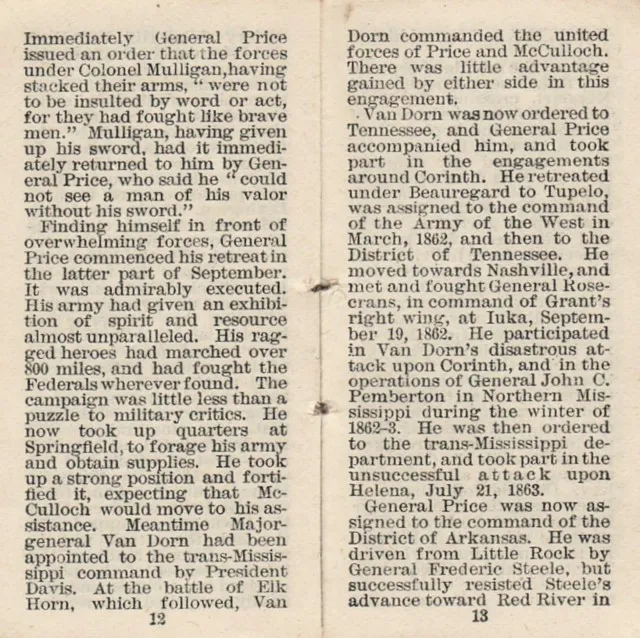 Immediately General Price
issued an order that the forces
under Colonel Mulligan,having
stacked their arms, “ were not
to be insulted by word or act,
for they had fought like brave
men.” Mulligan, having given
up his sword, had it immedi-
ately returned to him by Gen-
eral Price, who said he “ could
not see a man of his valor
without his sword.”
Finding himself in front of
overwhelming forces, General
Price commenced his retreat in
the latter part of September.
It was admirably executed.
His army had given an exhibi-
tion of spirit and resource
almost unparalleled. His rag-
ged heroes had marched over
800 miles, and had fought the
Federals wherever found. The
campaign was little less than a
puzzle to military critics. He
now took up quarters at
Springfield, to forage his army
and obtain supplies. He took
up a strong position and forti-
fied it, expecting that Mc-
Culloch would move to his as-
sistance. Meantime Major-
general Van Dorn had been
appointed to the trans-Missis-
sippi command by President
Davis. At the battle of Elk
Horn, which followed, Van
12
Dorn commanded the united
forces of Price and McCulloch.
There was little advantage
gained by either side in this
engagement.
Van Dorn was now ordered to
Tennessee, and General Price
accompanied him, and took
part in the engagements
around Corinth. He retreated
under Beauregard to Tupelo,
was assigned to the command
of the Army of the West in
March, 1862, and then to the
District of Tennessee. He
moved towards Nashville, and
met and fought General Rose-
crans, in command of Grant's
right wing, at Iuka, Septem-
ber 19, 1862. He participated
in Van Dorn's disastrous at-
tack upon Corinth, and in the
operations of General John C.
Pemberton in Northern Mis-
sissippi during the winter of
1862-3. He was then ordered
to the trans-Mississippi de-
partment, and took part in the
unsuccessful attack upon
Helena, July 21, 1863.
General Price was now as-
signed to the command of the
District of Arkansas. He was
driven from Little Rock by
General Frederic Steele, but
successfully resisted Steele's
advance toward Red River in
13